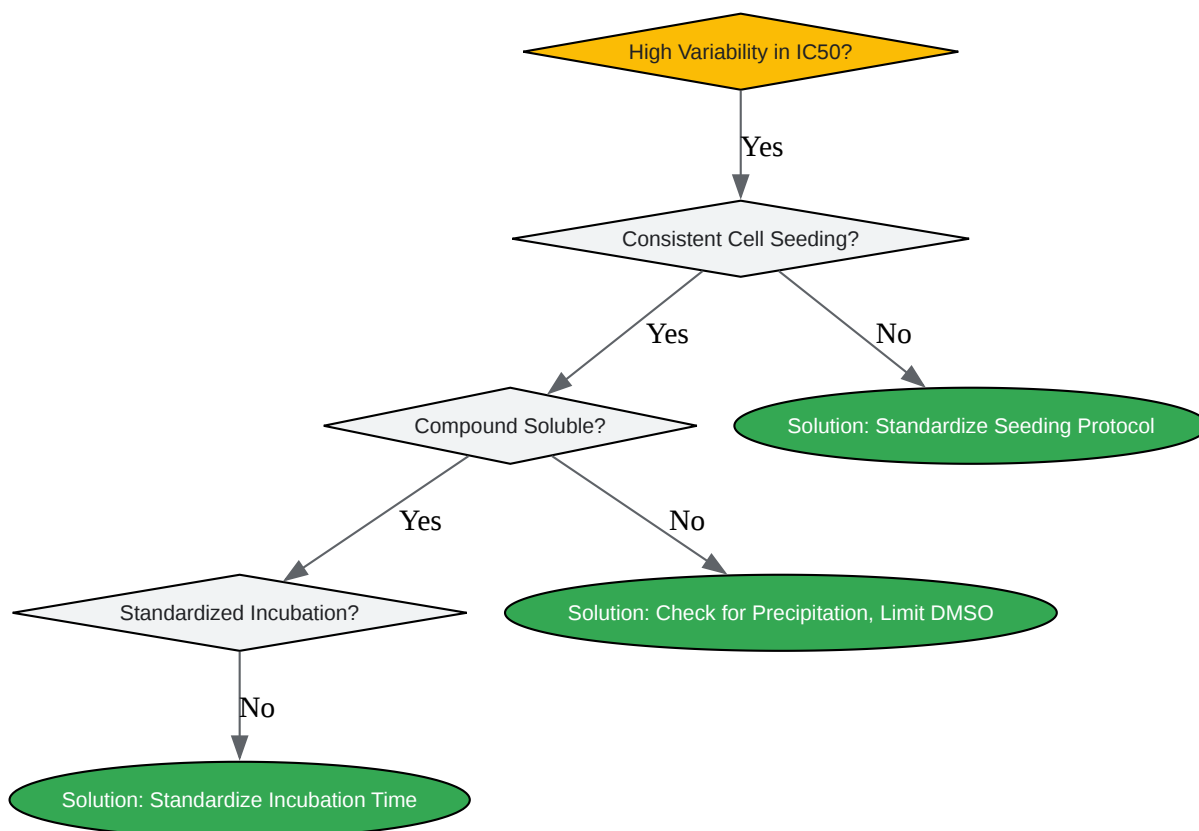 High Variability in IC50?
Yes
Consistent Cell Seeding?
Yes
No
Compound Soluble?
Solution: Standardize Seeding Protocol
Yes
No
Standardized Incubation?
Solution: Check for Precipitation, Limit DMSO
No
Solution: Standardize Incubation Time